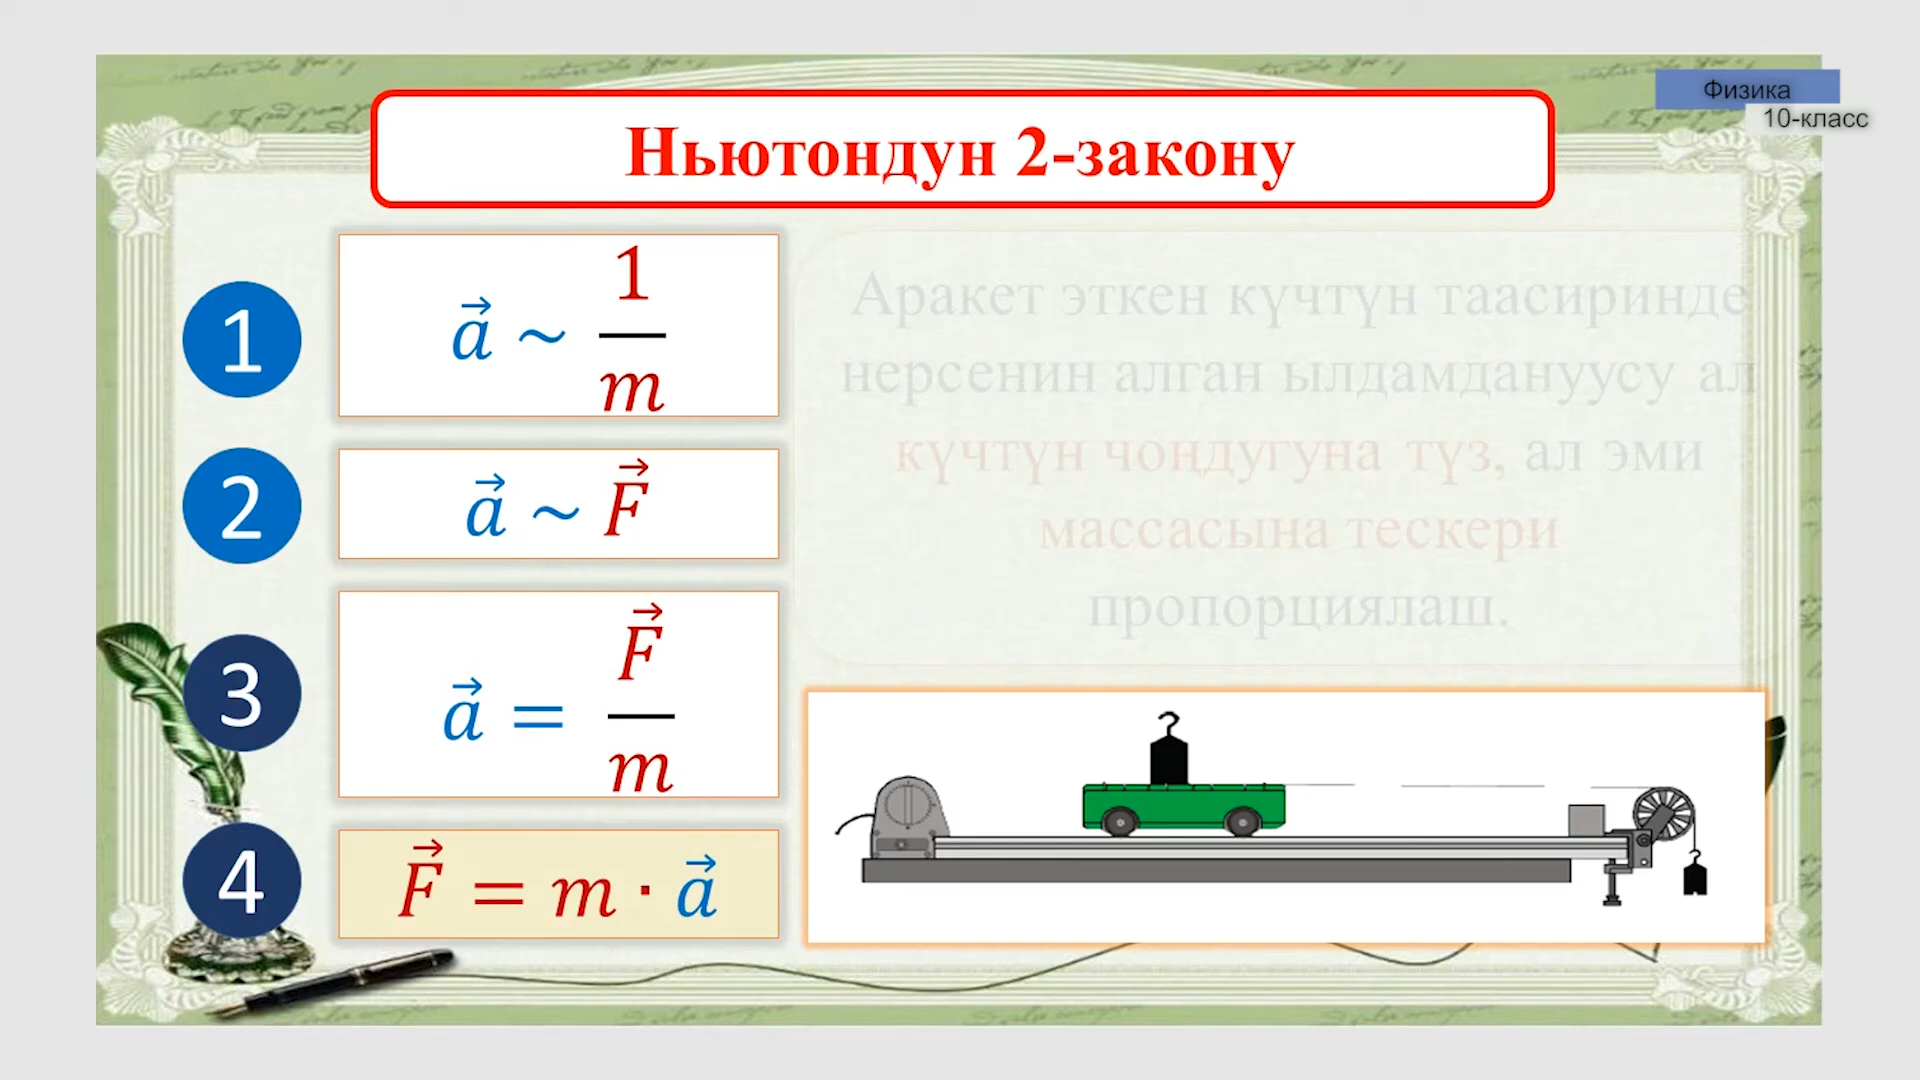 Физика
10-класс
Ньютондун 2-закону
1
a⃗ ~ 1/m
2
a⃗ ~ F⃗
3
a⃗ = F⃗/m
4
F⃗ = m · a⃗
Аракет эткен күчтүн таасиринде
нерсенин алган ылдамдануусу ал
күчтүн чоңдугуна түз, ал эми
массасына тескери
пропорциялаш.